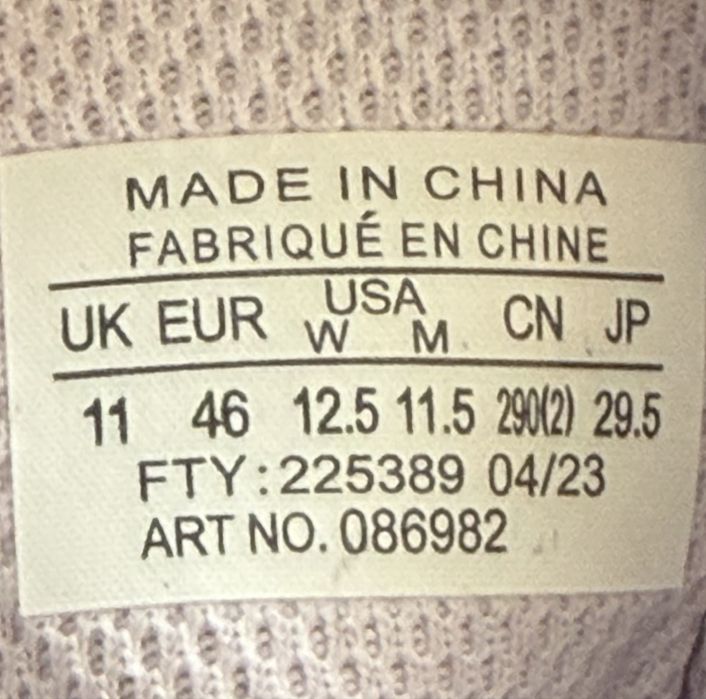 MADE IN CHINA
FABRIQUÉ EN CHINE
UK EUR USA CN JP
W M
11 46 12.5 11.5 290(2) 29.5
FTY:225389 04/23
ART NO. 086982